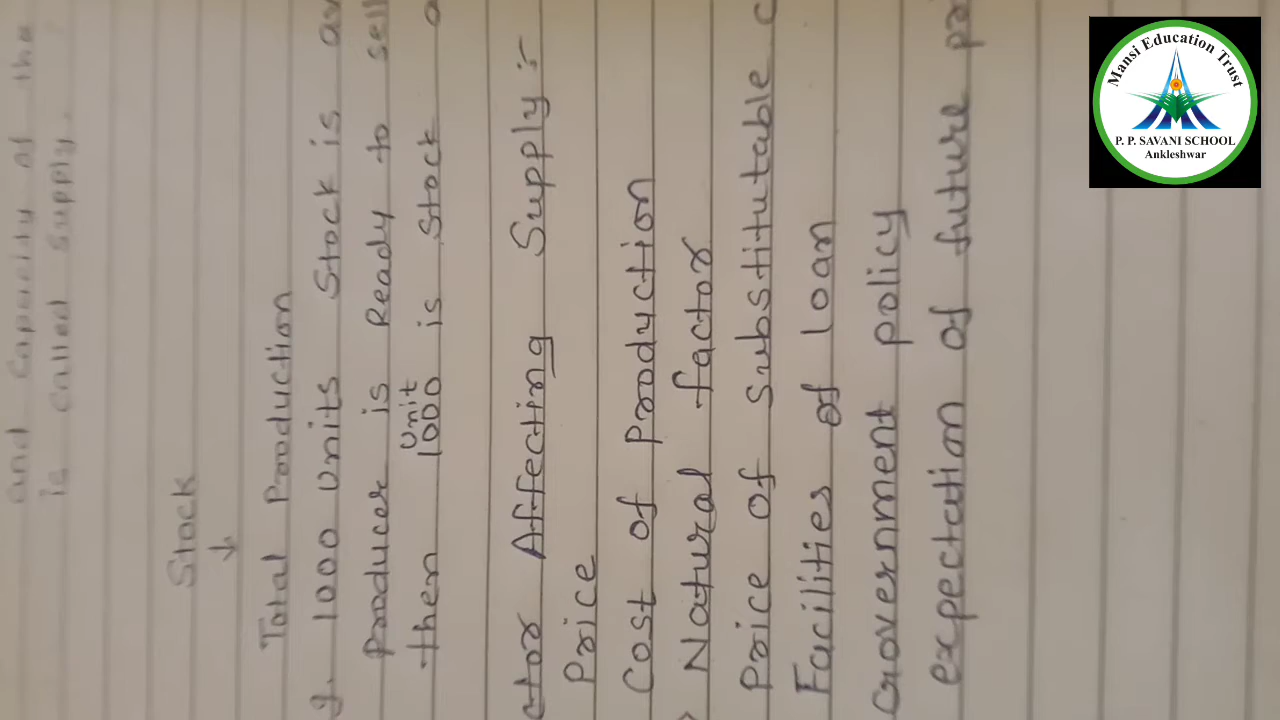 and capacity of the
is called supply.
Stock
↓
Total Production
g. 1000 units Stock is av
Producer is ready to sell
then 1000 is stock a
unit
ctor Affecting Supply :-
Price
Cost of production
Natural factor
Price of substitutable c
Facilities of loan
Government policy
expectation of future pr
Mansi Education Trust
P. P. SAVANI SCHOOL
Ankleshwar